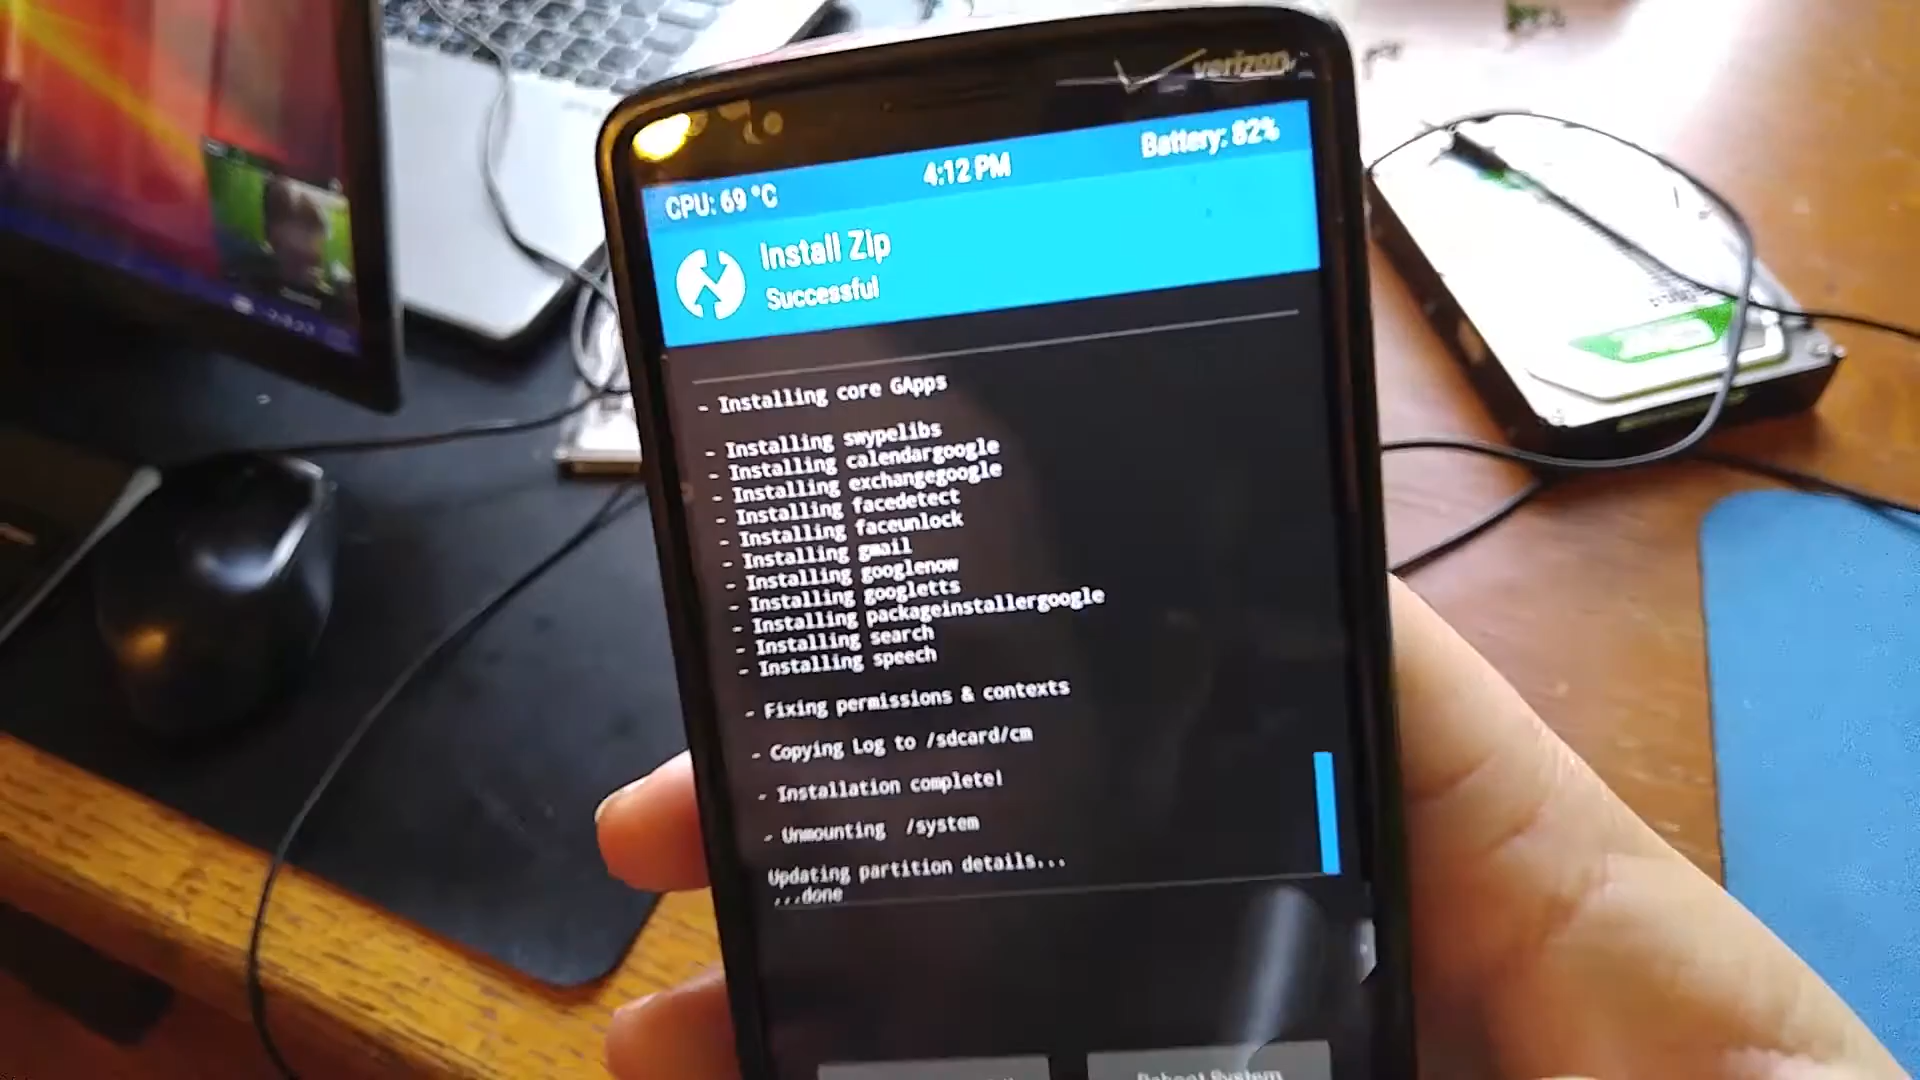 verizon
CPU: 69 °C
4:12 PM
Battery: 82%
Install Zip
Successful
- Installing core GApps
- Installing swypelibs
- Installing calendargoogle
- Installing exchangegoogle
- Installing facedetect
- Installing faceunlock
- Installing gmail
- Installing googlenow
- Installing googletts
- Installing packageinstallergoogle
- Installing search
- Installing speech
- Fixing permissions & contexts
- Copying Log to /sdcard/cm
- Installation complete!
- Unmounting /system
Updating partition details...
...done
Reboot System